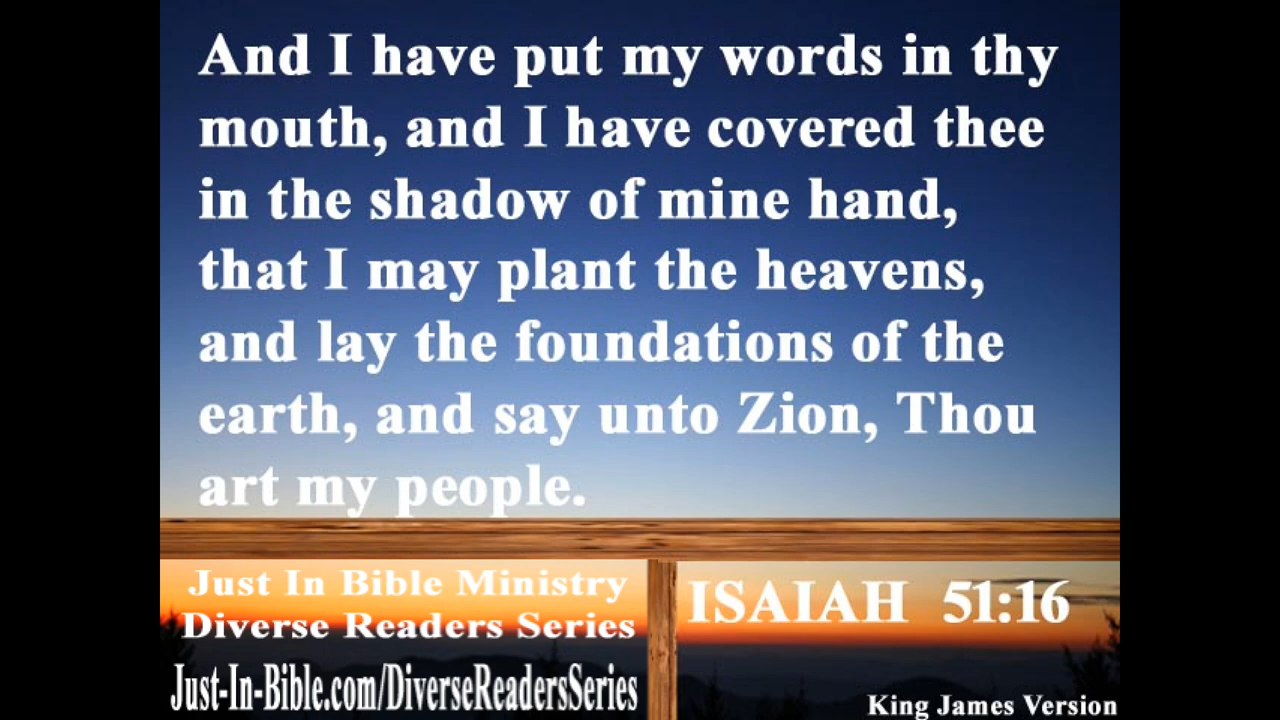 And I have put my words in thy
mouth, and I have covered thee
in the shadow of mine hand,
that I may plant the heavens,
and lay the foundations of the
earth, and say unto Zion, Thou
art my people.
Just In Bible Ministry
Diverse Readers Series
Just-In-Bible.com/DiverseReadersSeries
ISAIAH 51:16
King James Version